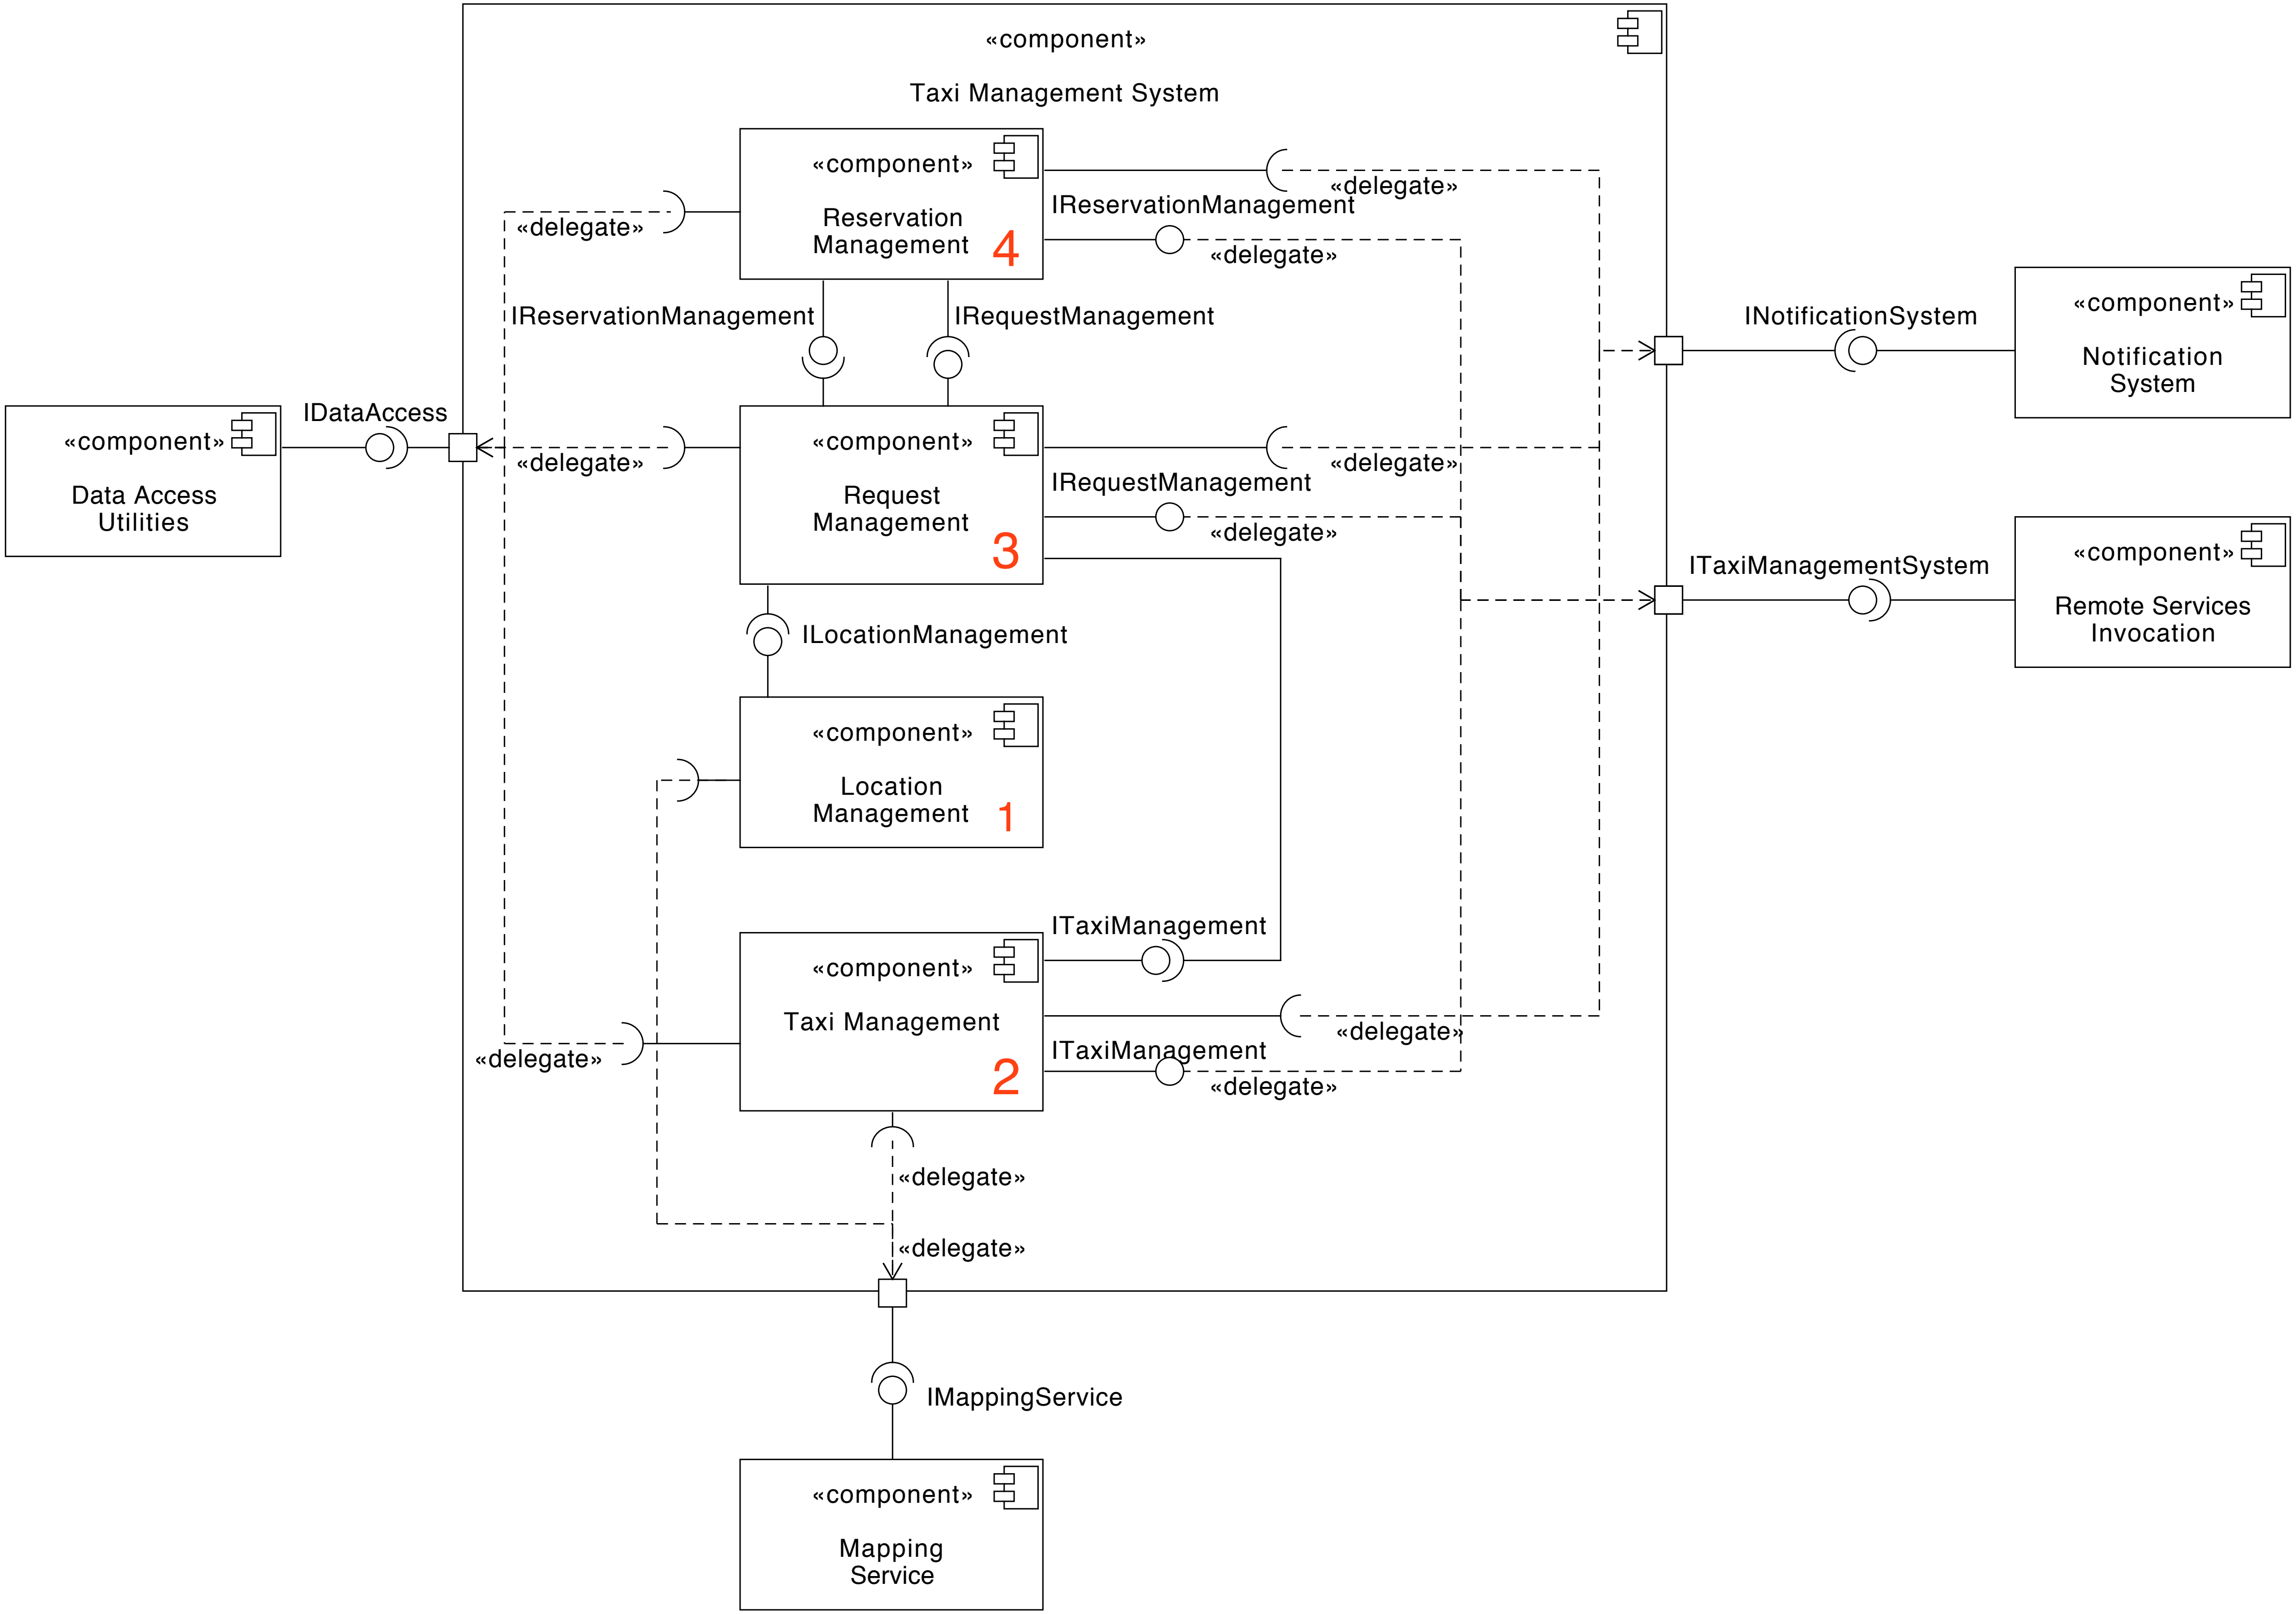 «component»
Taxi Management System
«component»
Reservation
Management
4
«delegate»
«delegate»
IReservationManagement
«delegate»
IReservationManagement
IRequestManagement
INotificationSystem
«component»
Notification
System
IDataAccess
«component»
Data Access
Utilities
«delegate»
«component»
Request
Management
3
«delegate»
IRequestManagement
«delegate»
ITaxiManagementSystem
«component»
Remote Services
Invocation
ILocationManagement
«component»
Location
Management
1
ITaxiManagement
«component»
Taxi Management
2
«delegate»
«delegate»
ITaxiManagement
«delegate»
«delegate»
«delegate»
IMappingService
«component»
Mapping
Service